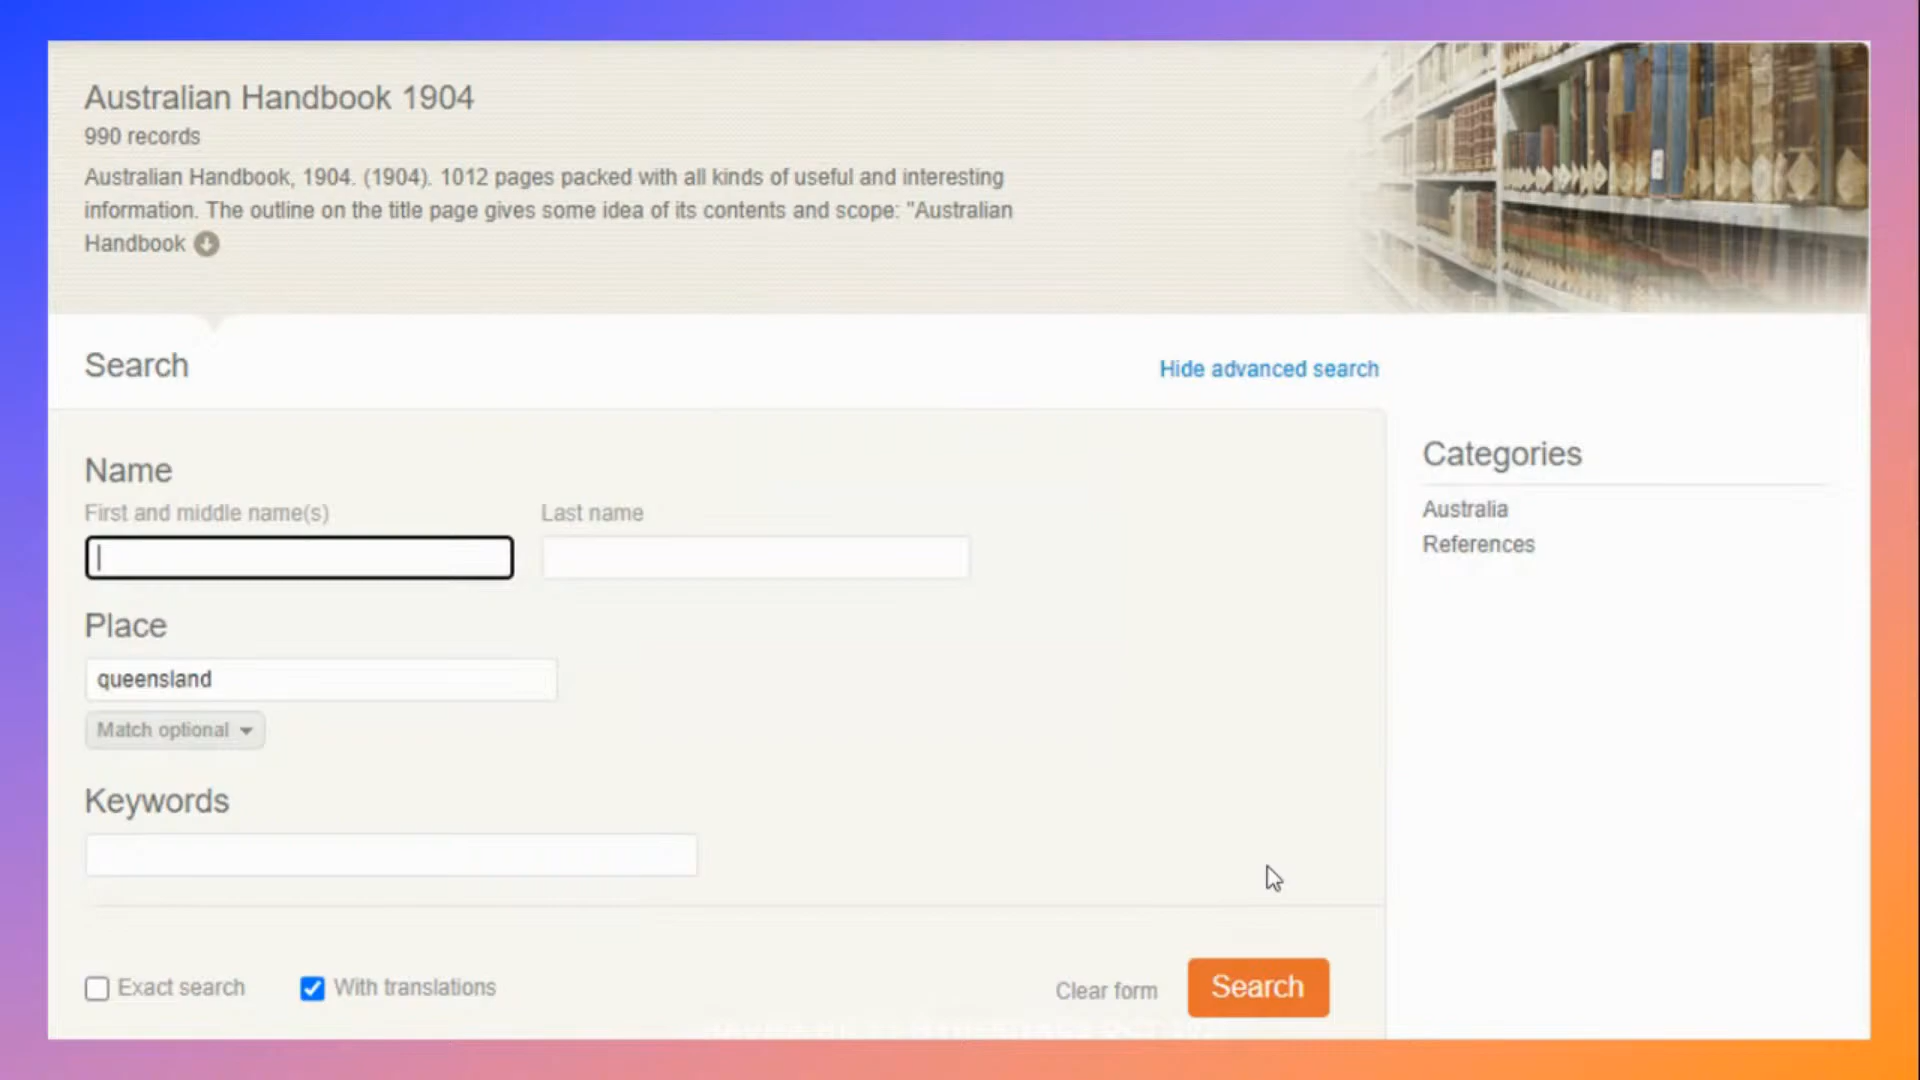 Australian Handbook 1904
990 records
Australian Handbook, 1904. (1904). 1012 pages packed with all kinds of useful and interesting
information. The outline on the title page gives some idea of its contents and scope: "Australian
Handbook
Search
Hide advanced search
Name
First and middle name(s)
Last name
Place
queensland
Match optional
Keywords
Exact search
With translations
Clear form
Search
Categories
Australia
References